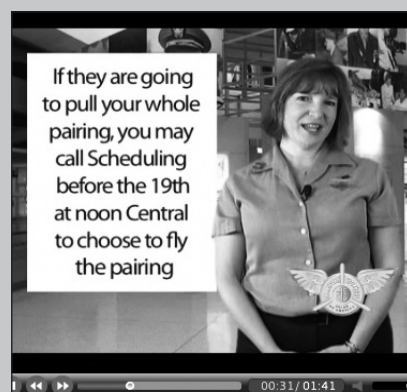 If they are going
to pull your whole
pairing, you may
call Scheduling
before the 19th
at noon Central
to choose to fly
the pairing
00:31/01:41